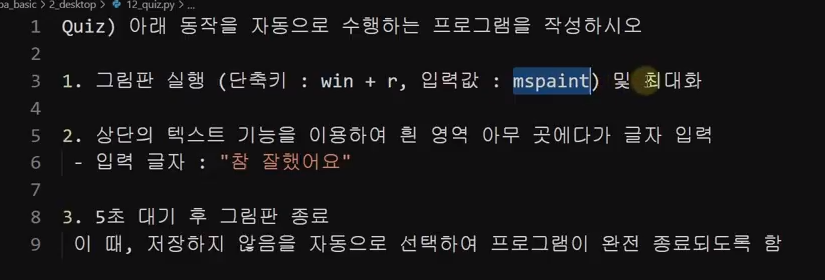 pa_basic > 2_desktop > 12_quiz.py > ...
1 Quiz) 아래 동작을 자동으로 수행하는 프로그램을 작성하시오
2
3 1. 그림판 실행 (단축키 : win + r, 입력값 : mspaint) 및 최대화
4
5 2. 상단의 텍스트 기능을 이용하여 흰 영역 아무 곳에다가 글자 입력
6 - 입력 글자 : "참 잘했어요"
7
8 3. 5초 대기 후 그림판 종료
9 이 때, 저장하지 않음을 자동으로 선택하여 프로그램이 완전 종료되도록 함